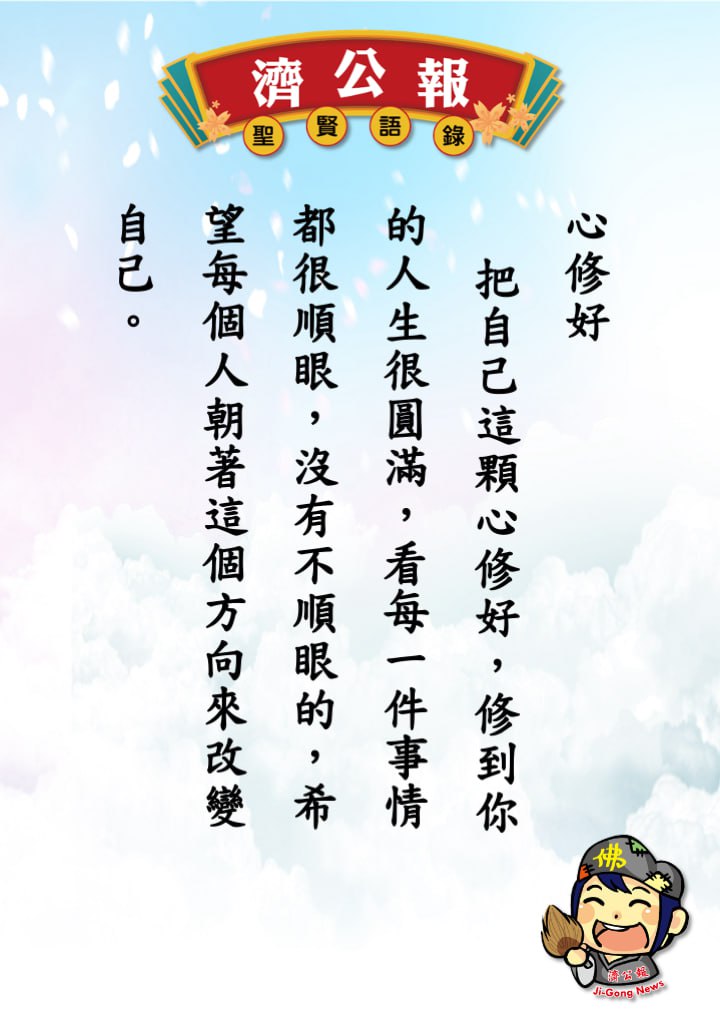 濟公報
聖賢語錄
心修好
把自己這顆心修好，修到你
的人生很圓滿，看每一件事情
都很順眼，沒有不順眼的，希
望每個人朝著這個方向來改變
自己。
佛
濟公報
Ji-Gong News